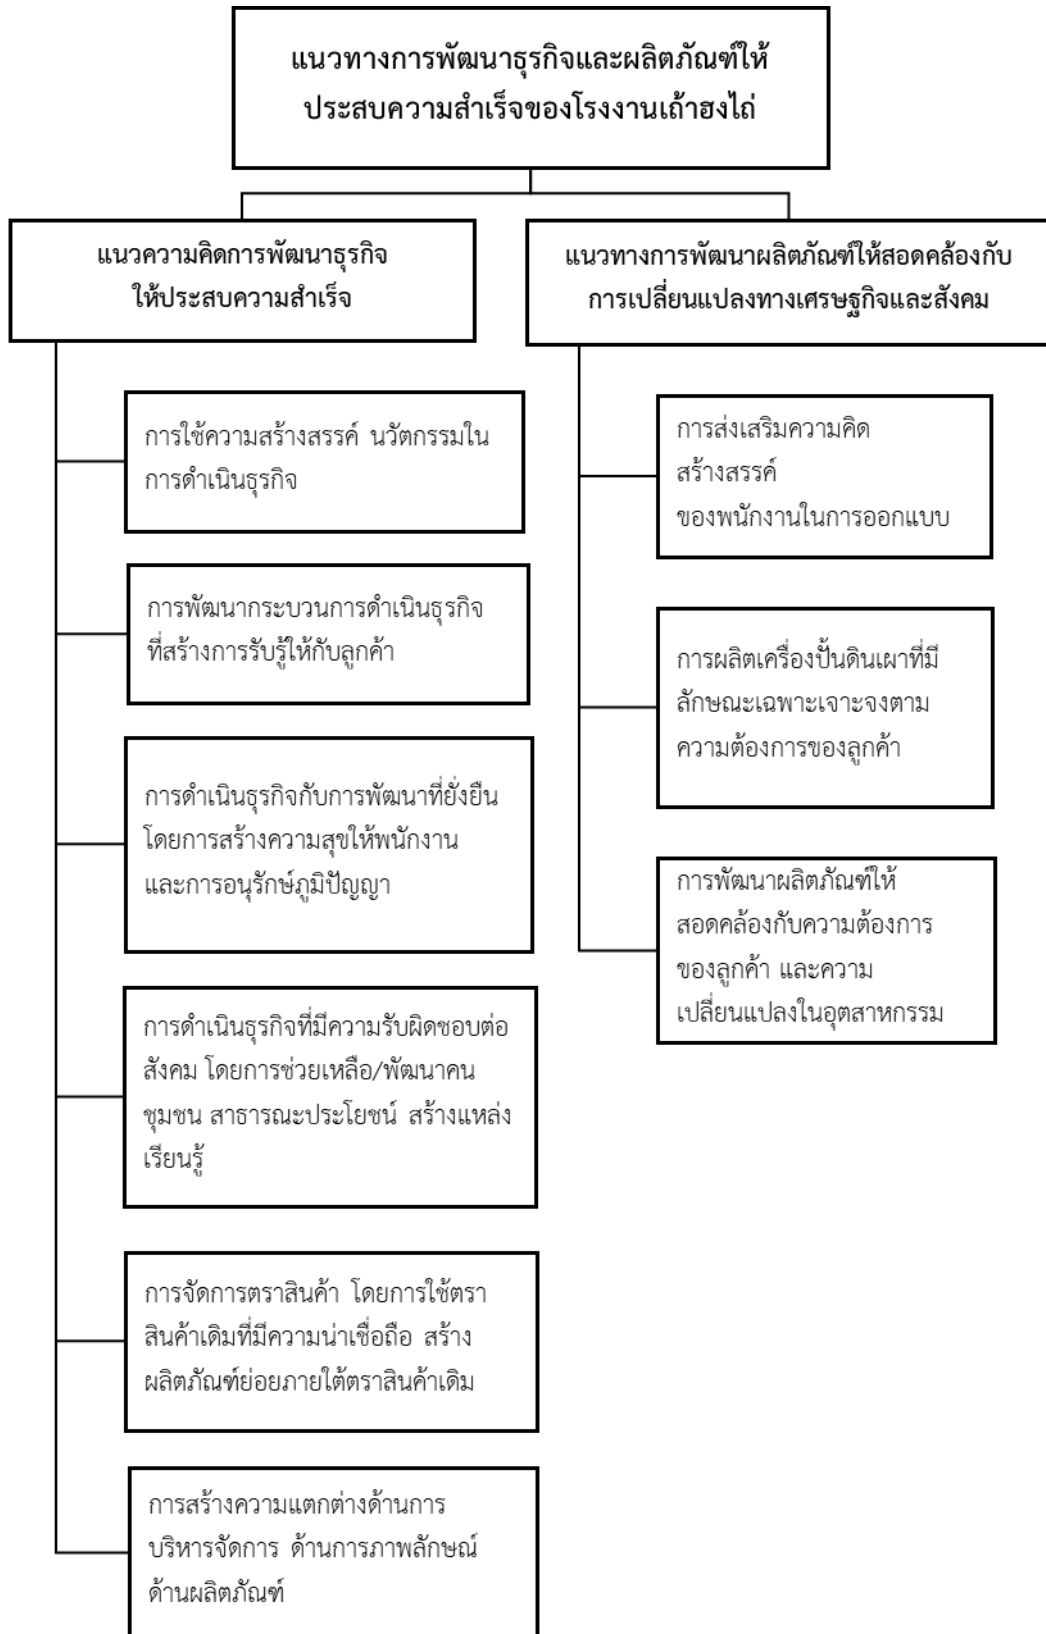 แนวทางการพัฒนาธุรกิจและผลิตภัณฑ์ให้
ประสบความสำเร็จของโรงงานเถ้าฮงไถ่
แนวความคิดการพัฒนาธุรกิจ
ให้ประสบความสำเร็จ
การใช้ความสร้างสรรค์ นวัตกรรมใน
การดำเนินธุรกิจ
การพัฒนากระบวนการดำเนินธุรกิจ
ที่สร้างการรับรู้ให้กับลูกค้า
การดำเนินธุรกิจกับการพัฒนาที่ยั่งยืน
โดยการสร้างความสุขให้พนักงาน
และการอนุรักษ์ภูมิปัญญา
การดำเนินธุรกิจที่มีความรับผิดชอบต่อ
สังคม โดยการช่วยเหลือ/พัฒนาคน
ชุมชน สาธารณะประโยชน์ สร้างแหล่ง
เรียนรู้
การจัดการตราสินค้า โดยการใช้ตรา
สินค้าเดิมที่มีความน่าเชื่อถือ สร้าง
ผลิตภัณฑ์ย่อยภายใต้ตราสินค้าเดิม
การสร้างความแตกต่างด้านการ
บริหารจัดการ ด้านการภาพลักษณ์
ด้านผลิตภัณฑ์
แนวทางการพัฒนาผลิตภัณฑ์ให้สอดคล้องกับ
การเปลี่ยนแปลงทางเศรษฐกิจและสังคม
การส่งเสริมความคิด
สร้างสรรค์
ของพนักงานในการออกแบบ
การผลิตเครื่องปั้นดินเผาที่มี
ลักษณะเฉพาะเจาะจงตาม
ความต้องการของลูกค้า
การพัฒนาผลิตภัณฑ์ให้
สอดคล้องกับความต้องการ
ของลูกค้า และความ
เปลี่ยนแปลงในอุตสาหกรรม